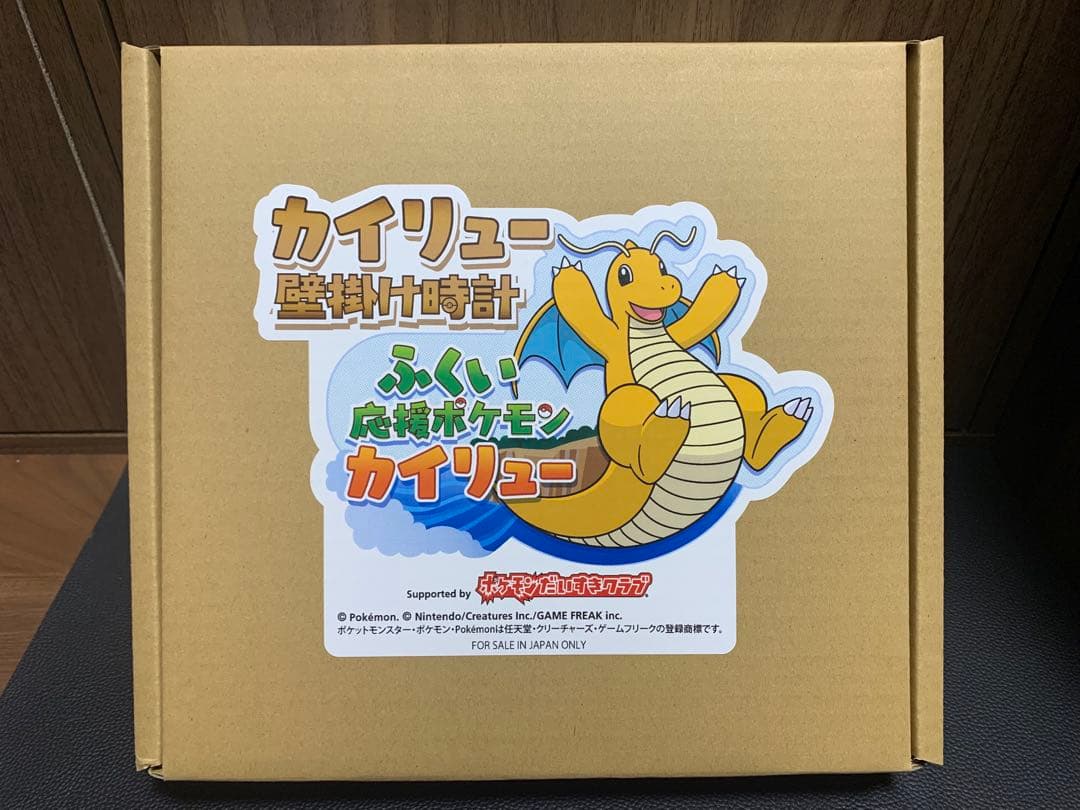 カイリュー
壁掛け時計
ふくい
応援ポケモン
カイリュー
Supported by ポケモンだいすきクラブ
© Pokémon. © Nintendo/Creatures Inc./GAME FREAK inc.
ポケットモンスター・ポケモン・Pokémonは任天堂・クリーチャーズ・ゲームフリークの登録商標です。
FOR SALE IN JAPAN ONLY